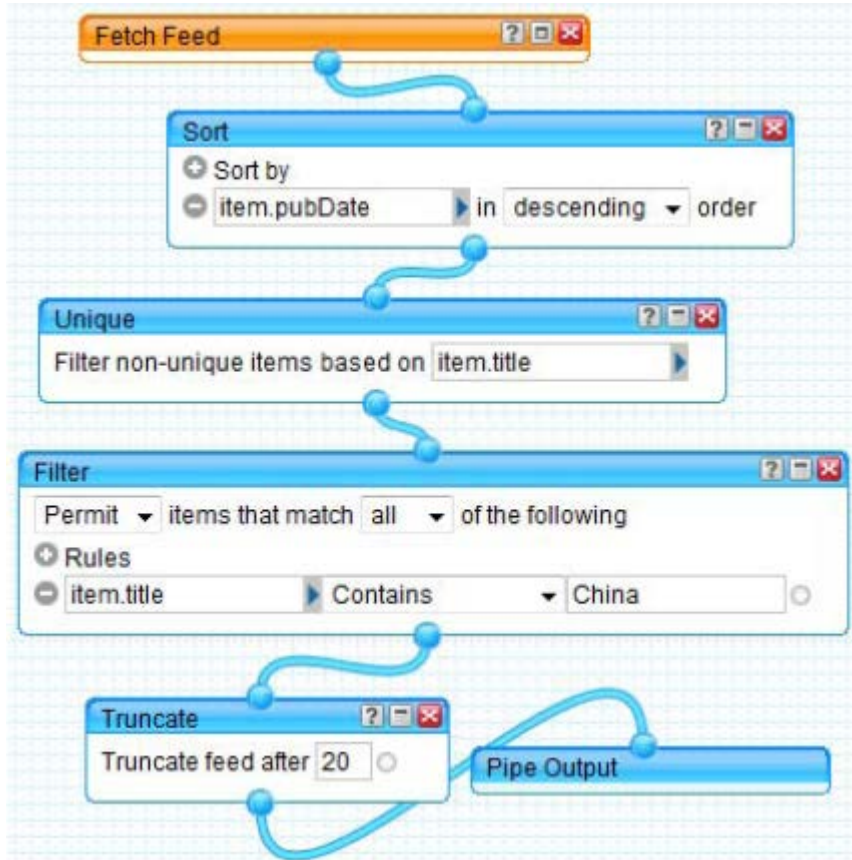 Fetch Feed
Sort
Sort by
item.pubDate in descending order
Unique
Filter non-unique items based on item.title
Filter
Permit items that match all of the following
Rules
item.title Contains China
Truncate
Truncate feed after 20
Pipe Output